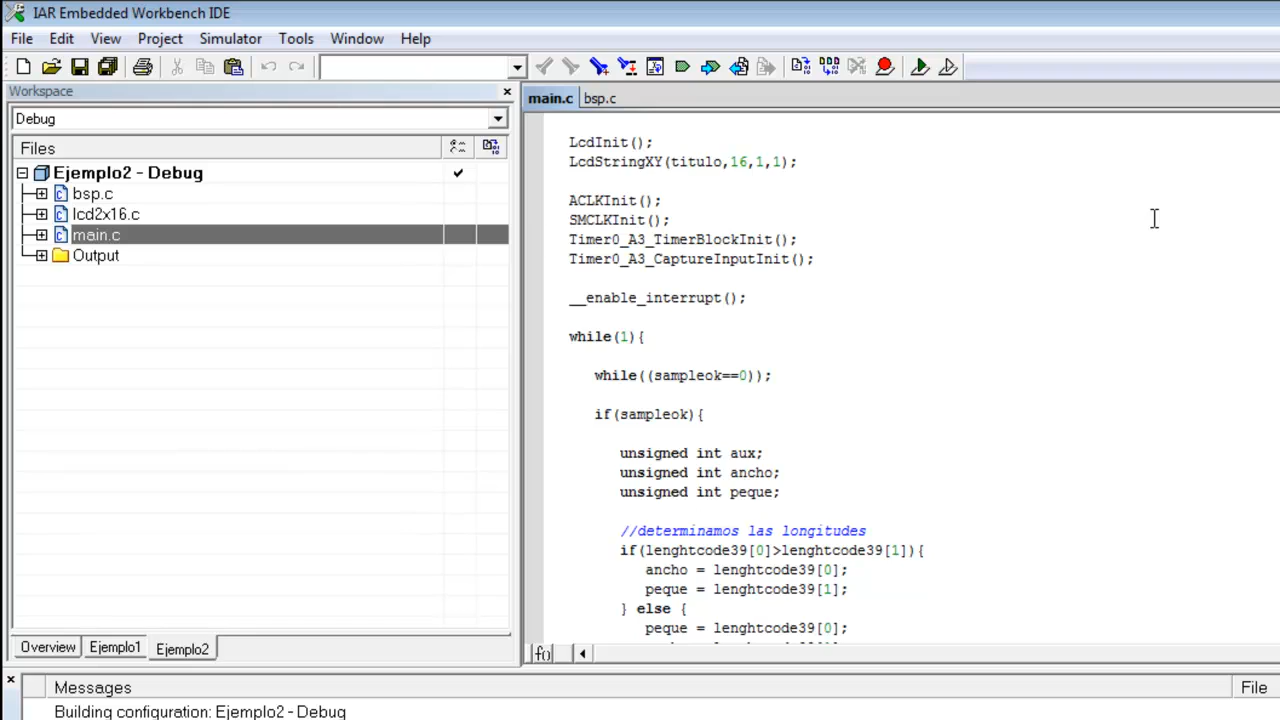 IAR Embedded Workbench IDE
File Edit View Project Simulator Tools Window Help
Workspace
Debug
Files
Ejemplo2 - Debug
bsp.c
lcd2x16.c
main.c
Output
Overview Ejemplo1 Ejemplo2
main.c bsp.c
LcdInit();
LcdStringXY(titulo,16,1,1);
ACLKInit();
SMCLKInit();
Timer0_A3_TimerBlockInit();
Timer0_A3_CaptureInputInit();
__enable_interrupt();
while(1){
while((sampleok==0));
if(sampleok){
unsigned int aux;
unsigned int ancho;
unsigned int peque;
//determinamos las longitudes
if(lenghtcode39[0]>lenghtcode39[1]){
ancho = lenghtcode39[0];
peque = lenghtcode39[1];
} else {
peque = lenghtcode39[0];
Messages File
Building configuration: Ejemplo2 - Debug